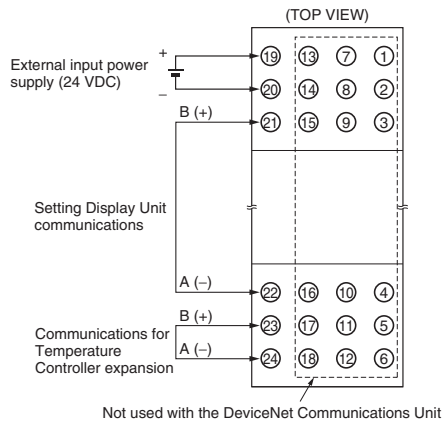 (TOP VIEW)
External input power
supply (24 VDC)
+
–
19 13 7 1
20 14 8 2
B (+)
21 15 9 3
Setting Display Unit
communications
A (–)
22 16 10 4
B (+)
23 17 11 5
Communications for
Temperature
Controller expansion
A (–)
24 18 12 6
Not used with the DeviceNet Communications Unit